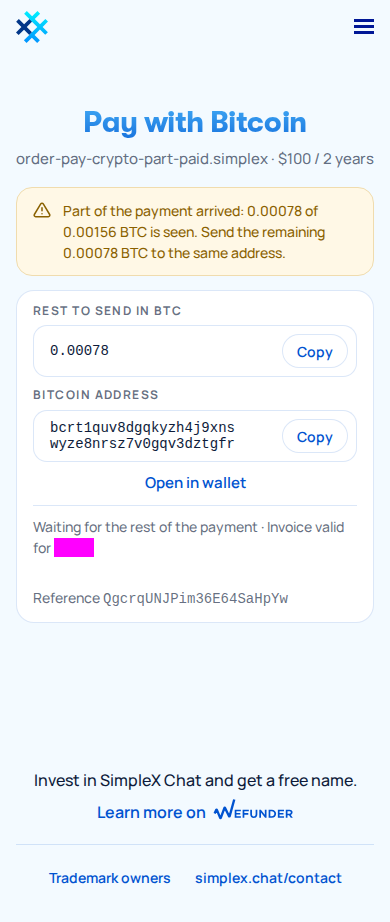 Pay with Bitcoin
order-pay-crypto-part-paid.simplex · $100 / 2 years
Part of the payment arrived: 0.00078 of
0.00156 BTC is seen. Send the remaining
0.00078 BTC to the same address.
REST TO SEND IN BTC
0.00078
Copy
BITCOIN ADDRESS
bcrt1quv8dgqkyzh4j9xns
wyze8nrsz7v0gqv3dztgfr
Copy
Open in wallet
Waiting for the rest of the payment · Invoice valid
for
Reference QgcrqUNJPim36E64SaHpYw
Invest in SimpleX Chat and get a free name.
Learn more on WEFUNDER
Trademark owners
simplex.chat/contact